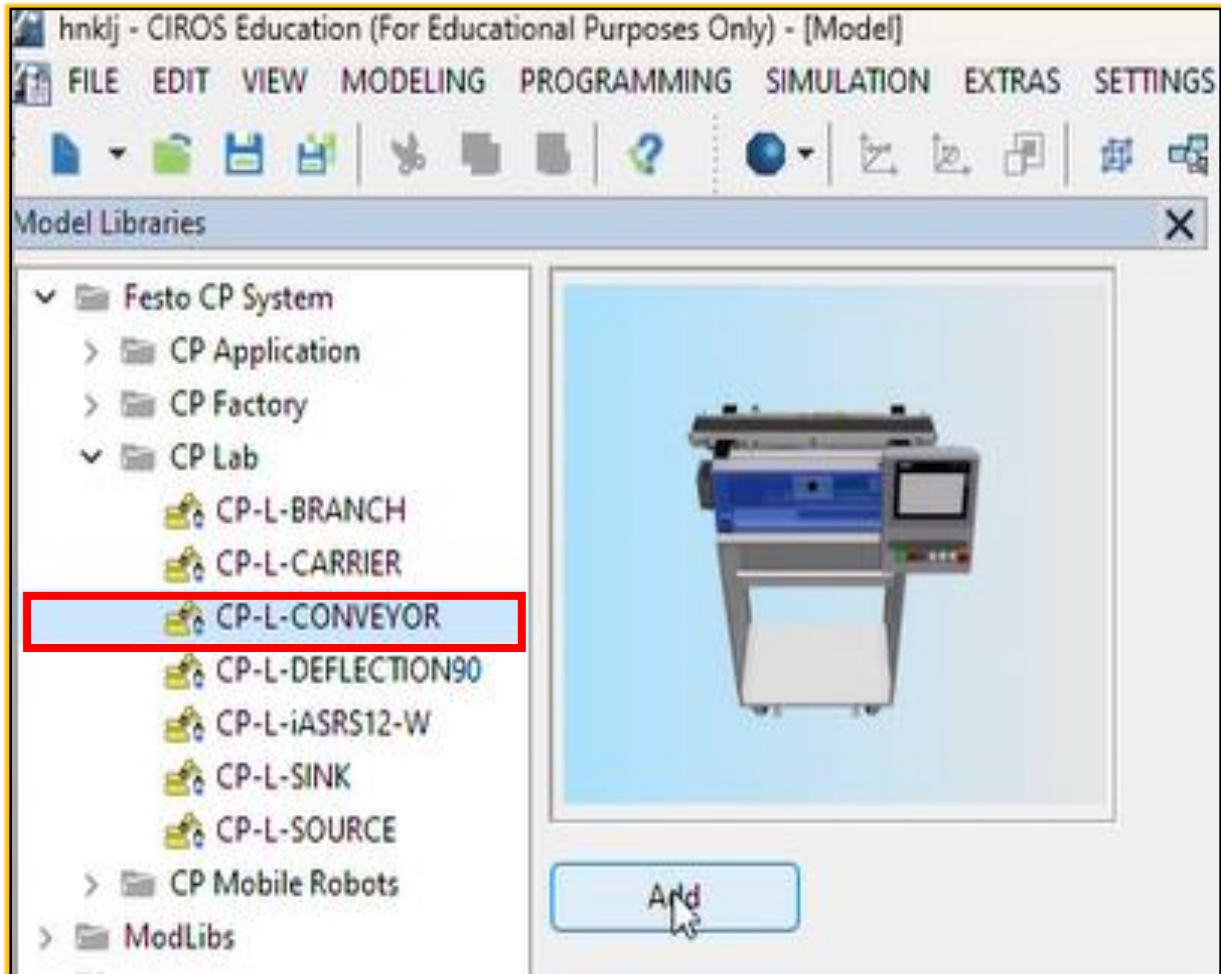 hnklj - CIROS Education (For Educational Purposes Only) - [Model]
FILE EDIT VIEW MODELING PROGRAMMING SIMULATION EXTRAS SETTINGS
Model Libraries
Festo CP System
CP Application
CP Factory
CP Lab
CP-L-BRANCH
CP-L-CARRIER
CP-L-CONVEYOR
CP-L-DEFLECTION90
CP-L-iASRS12-W
CP-L-SINK
CP-L-SOURCE
CP Mobile Robots
Add
ModLibs